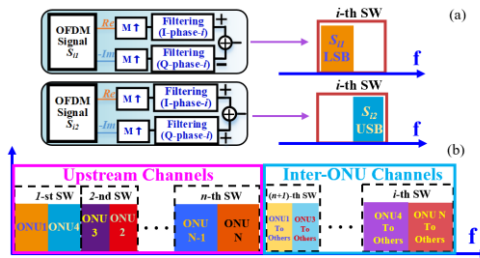 (a)
OFDM
Signal
Si1
Re
Im
M↑
M↑
Filtering
(I-phase-i)
Filtering
(Q-phase-i)
+
+
i-th SW
Si1
LSB
f
OFDM
Signal
Si2
Re
-Im
M↑
M↑
Filtering
(I-phase-i)
Filtering
(Q-phase-i)
+
+
i-th SW
Si2
USB
f
(b)
Upstream Channels
Inter-ONU Channels
1-st SW
2-nd SW
n-th SW
(n+1)-th SW
i-th SW
ONU1
ONU4
ONU
3
ONU
2
ONU
N-1
ONU
N
ONU1
To
Others
ONU3
To
Others
ONU4
To
Others
ONU N
To
Others
f